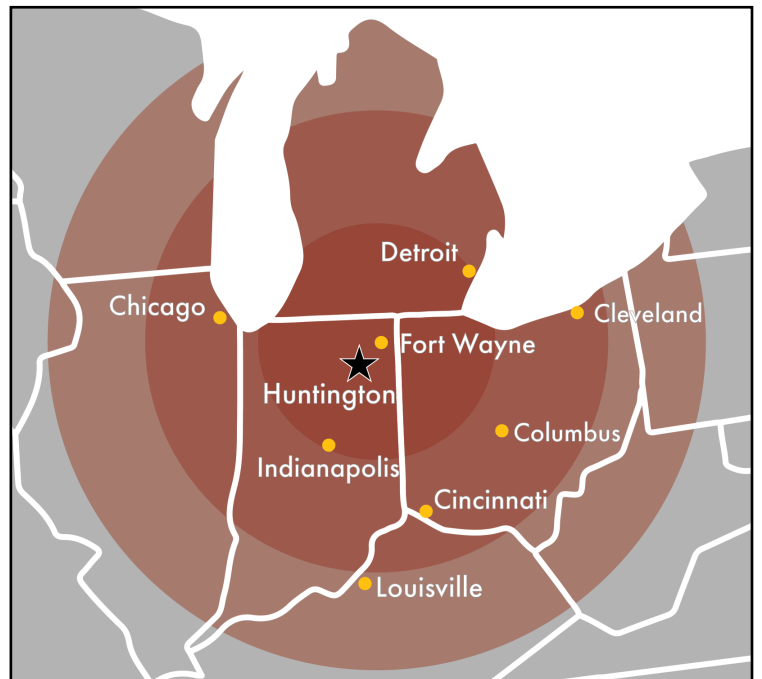 Detroit
Chicago
Cleveland
Fort Wayne
Huntington
Columbus
Indianapolis
Cincinnati
Louisville